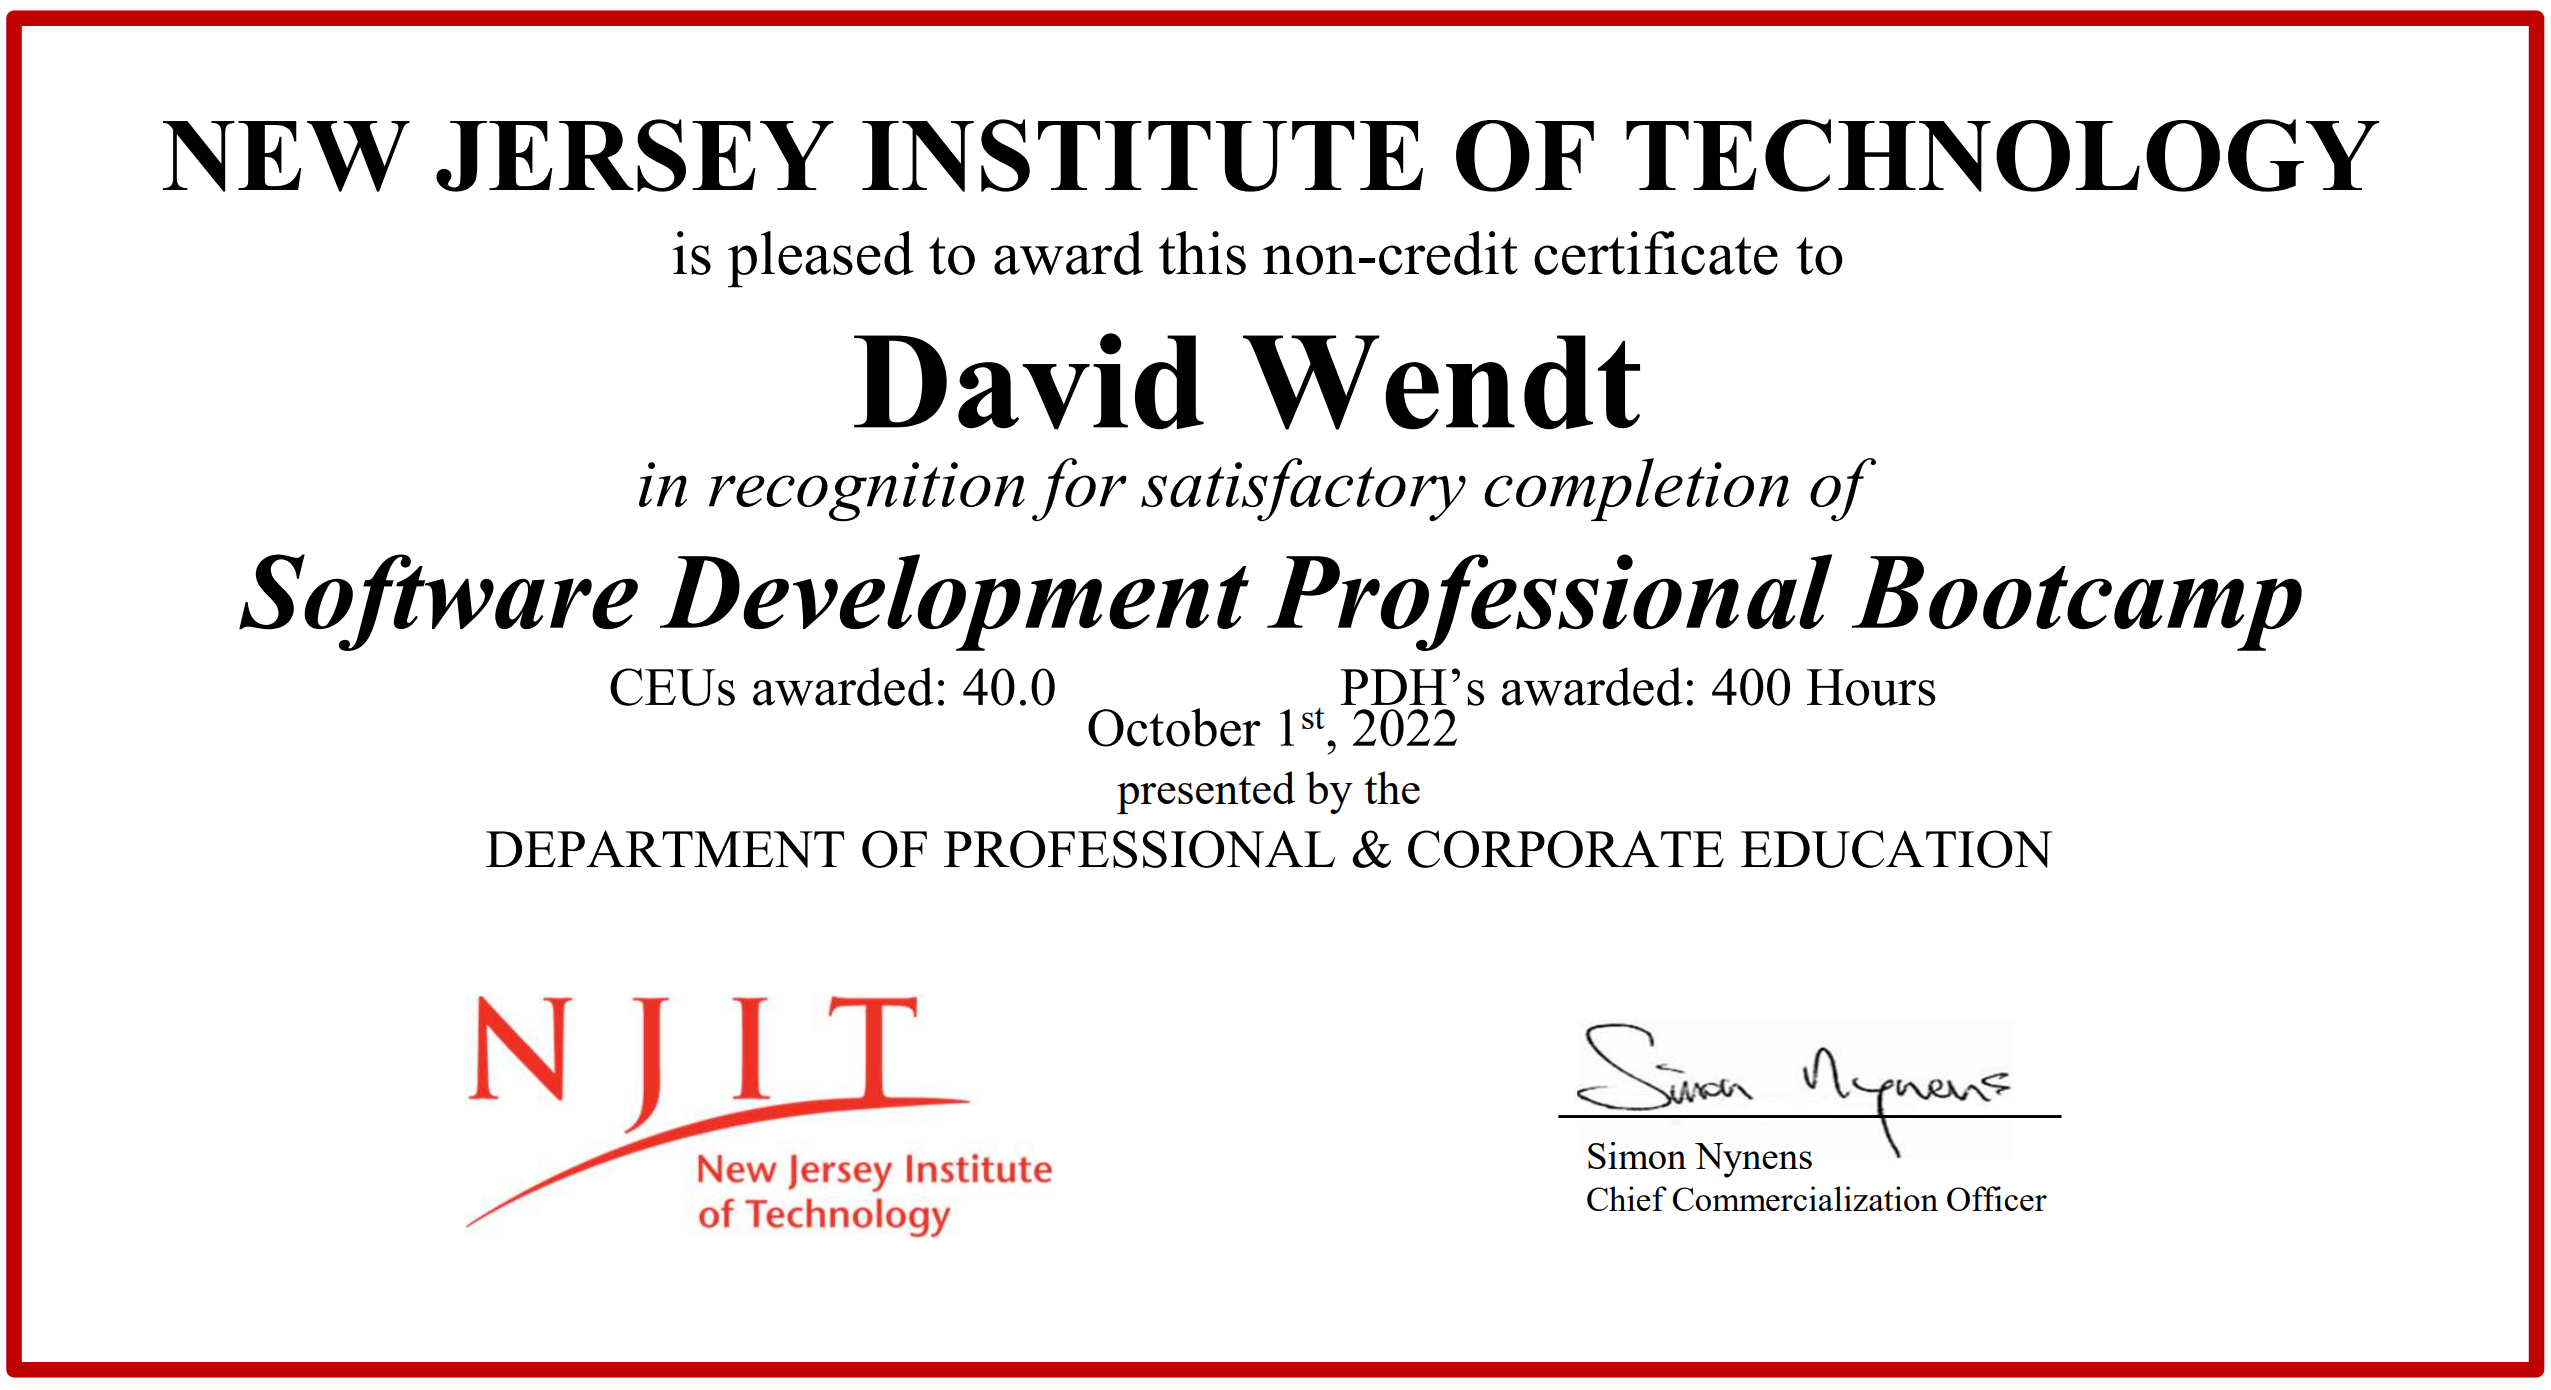 NEW JERSEY INSTITUTE OF TECHNOLOGY
is pleased to award this non-credit certificate to
David Wendt
in recognition for satisfactory completion of
Software Development Professional Bootcamp
CEUs awarded: 40.0 PDH’s awarded: 400 Hours
October 1st, 2022
presented by the
DEPARTMENT OF PROFESSIONAL & CORPORATE EDUCATION
NJIT
New Jersey Institute
of Technology
Simon Nynens
Simon Nynens
Chief Commercialization Officer